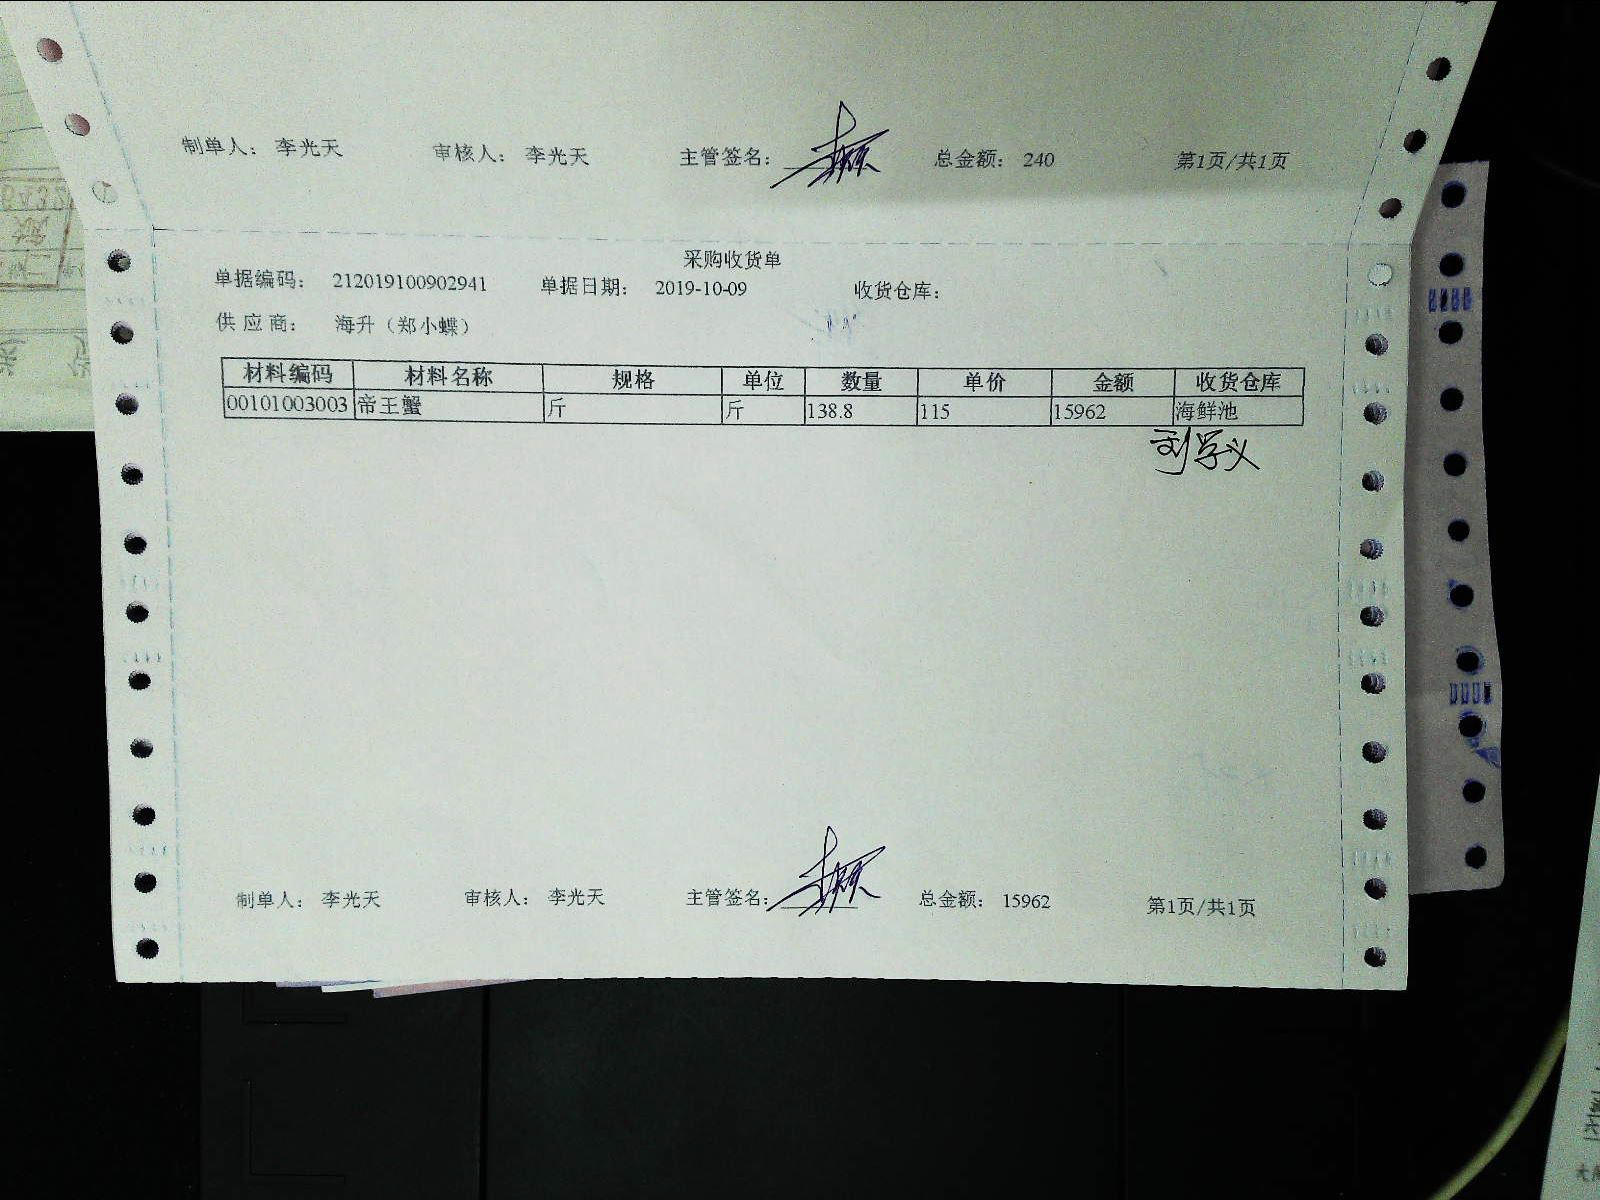 制单人： 李光天 审核人： 李光天 主管签名： 总金额： 240 第1页/共1页
采购收货单
单据编码： 212019100902941 单据日期： 2019-10-09 收货仓库：
供 应 商： 海升（郑小蝶）
材料编码 材料名称 规格 单位 数量 单价 金额 收货仓库
00101003003 帝王蟹 斤 斤 138.8 115 15962 海鲜池
刘学义
制单人： 李光天 审核人： 李光天 主管签名： 总金额： 15962 第1页/共1页